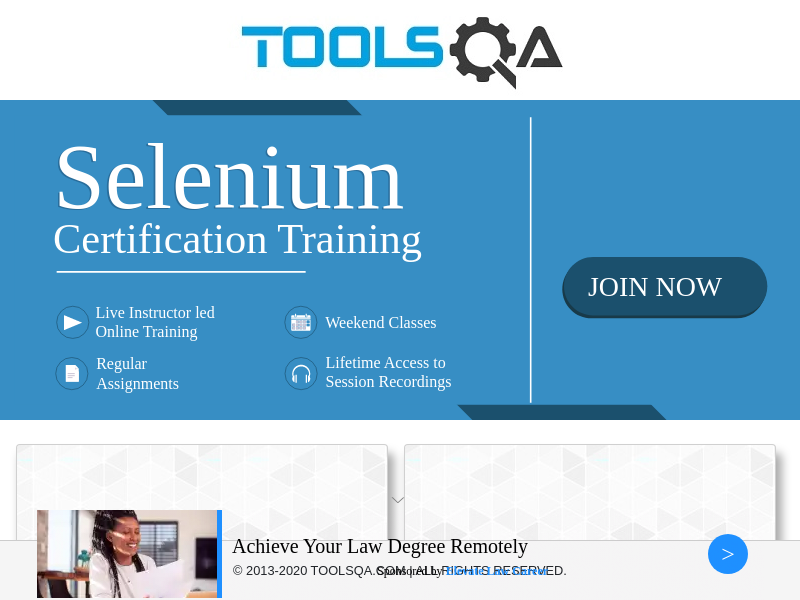 TOOLSQA
Selenium
Certification Training
JOIN NOW
Live Instructor led
Online Training
Weekend Classes
Regular
Assignments
Lifetime Access to
Session Recordings
Achieve Your Law Degree Remotely
© 2013-2020 TOOLSQA.COM | ALL RIGHTS RESERVED.
Sponsored by
>